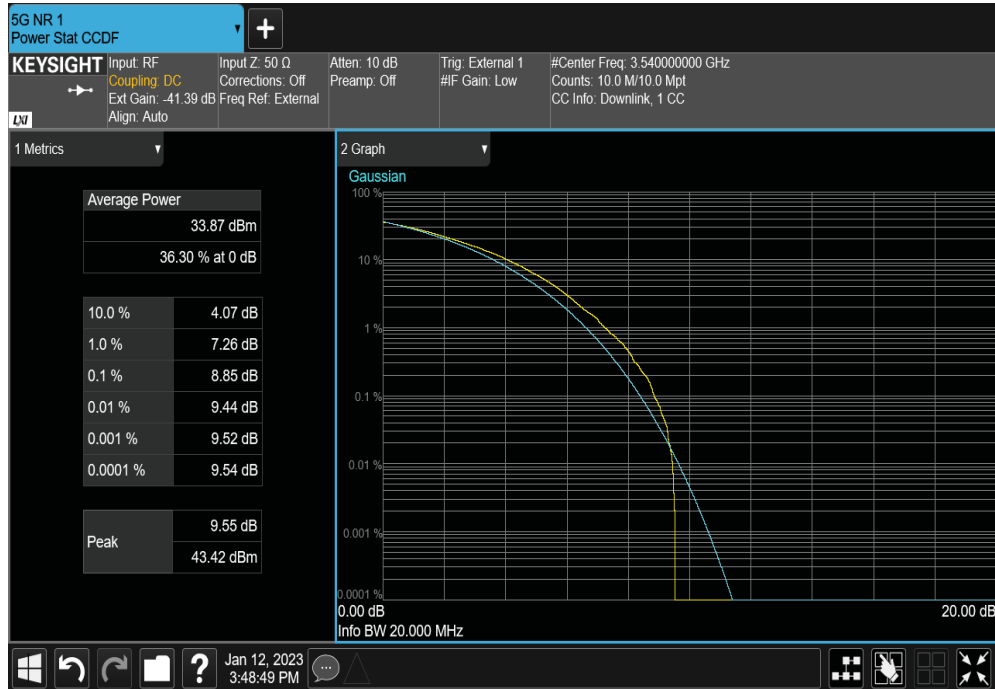 5G NR 1
Power Stat CCDF
+
KEYSIGHT
LXI
Input: RF
Coupling: DC
Ext Gain: -41.39 dB
Align: Auto
Input Z: 50 Ω
Corrections: Off
Freq Ref: External
Atten: 10 dB
Preamp: Off
Trig: External 1
#IF Gain: Low
#Center Freq: 3.540000000 GHz
Counts: 10.0 M/10.0 Mpt
CC Info: Downlink, 1 CC
1 Metrics
Average Power
33.87 dBm
36.30 % at 0 dB
10.0 % 4.07 dB
1.0 % 7.26 dB
0.1 % 8.85 dB
0.01 % 9.44 dB
0.001 % 9.52 dB
0.0001 % 9.54 dB
Peak
9.55 dB
43.42 dBm
2 Graph
Gaussian
100 %
10 %
1 %
0.1 %
0.01 %
0.001 %
0.0001 %
0.00 dB 20.00 dB
Info BW 20.000 MHz
?
Jan 12, 2023
3:48:49 PM